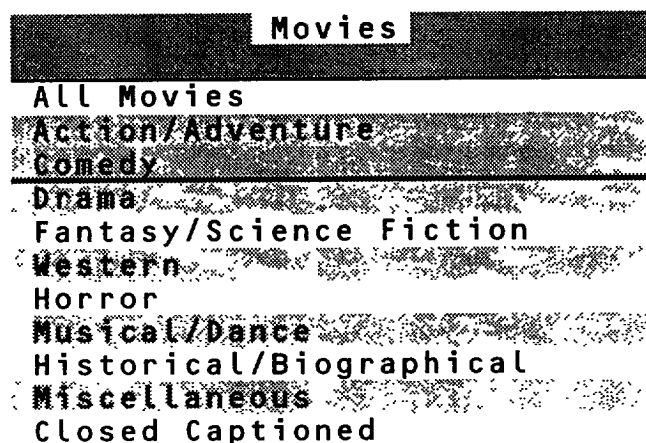 Movies
All Movies
Action/Adventure
Comedy
Drama
Fantasy/Science Fiction
Western
Horror
Musical/Dance
Historical/Biographical
Miscellaneous
Closed Captioned